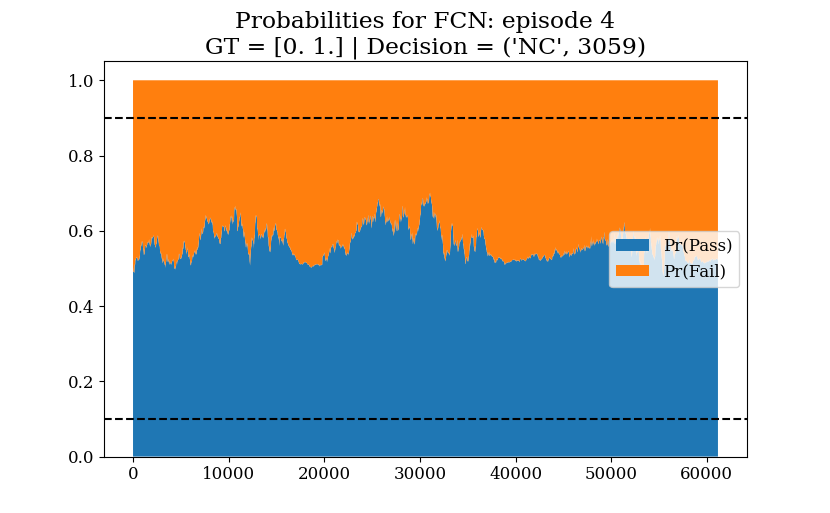 Probabilities for FCN: episode 4
GT = [0. 1.] | Decision = ('NC', 3059)
1.0
0.8
0.6
0.4
0.2
0.0
Pr(Pass)
Pr(Fail)
0 10000 20000 30000 40000 50000 60000